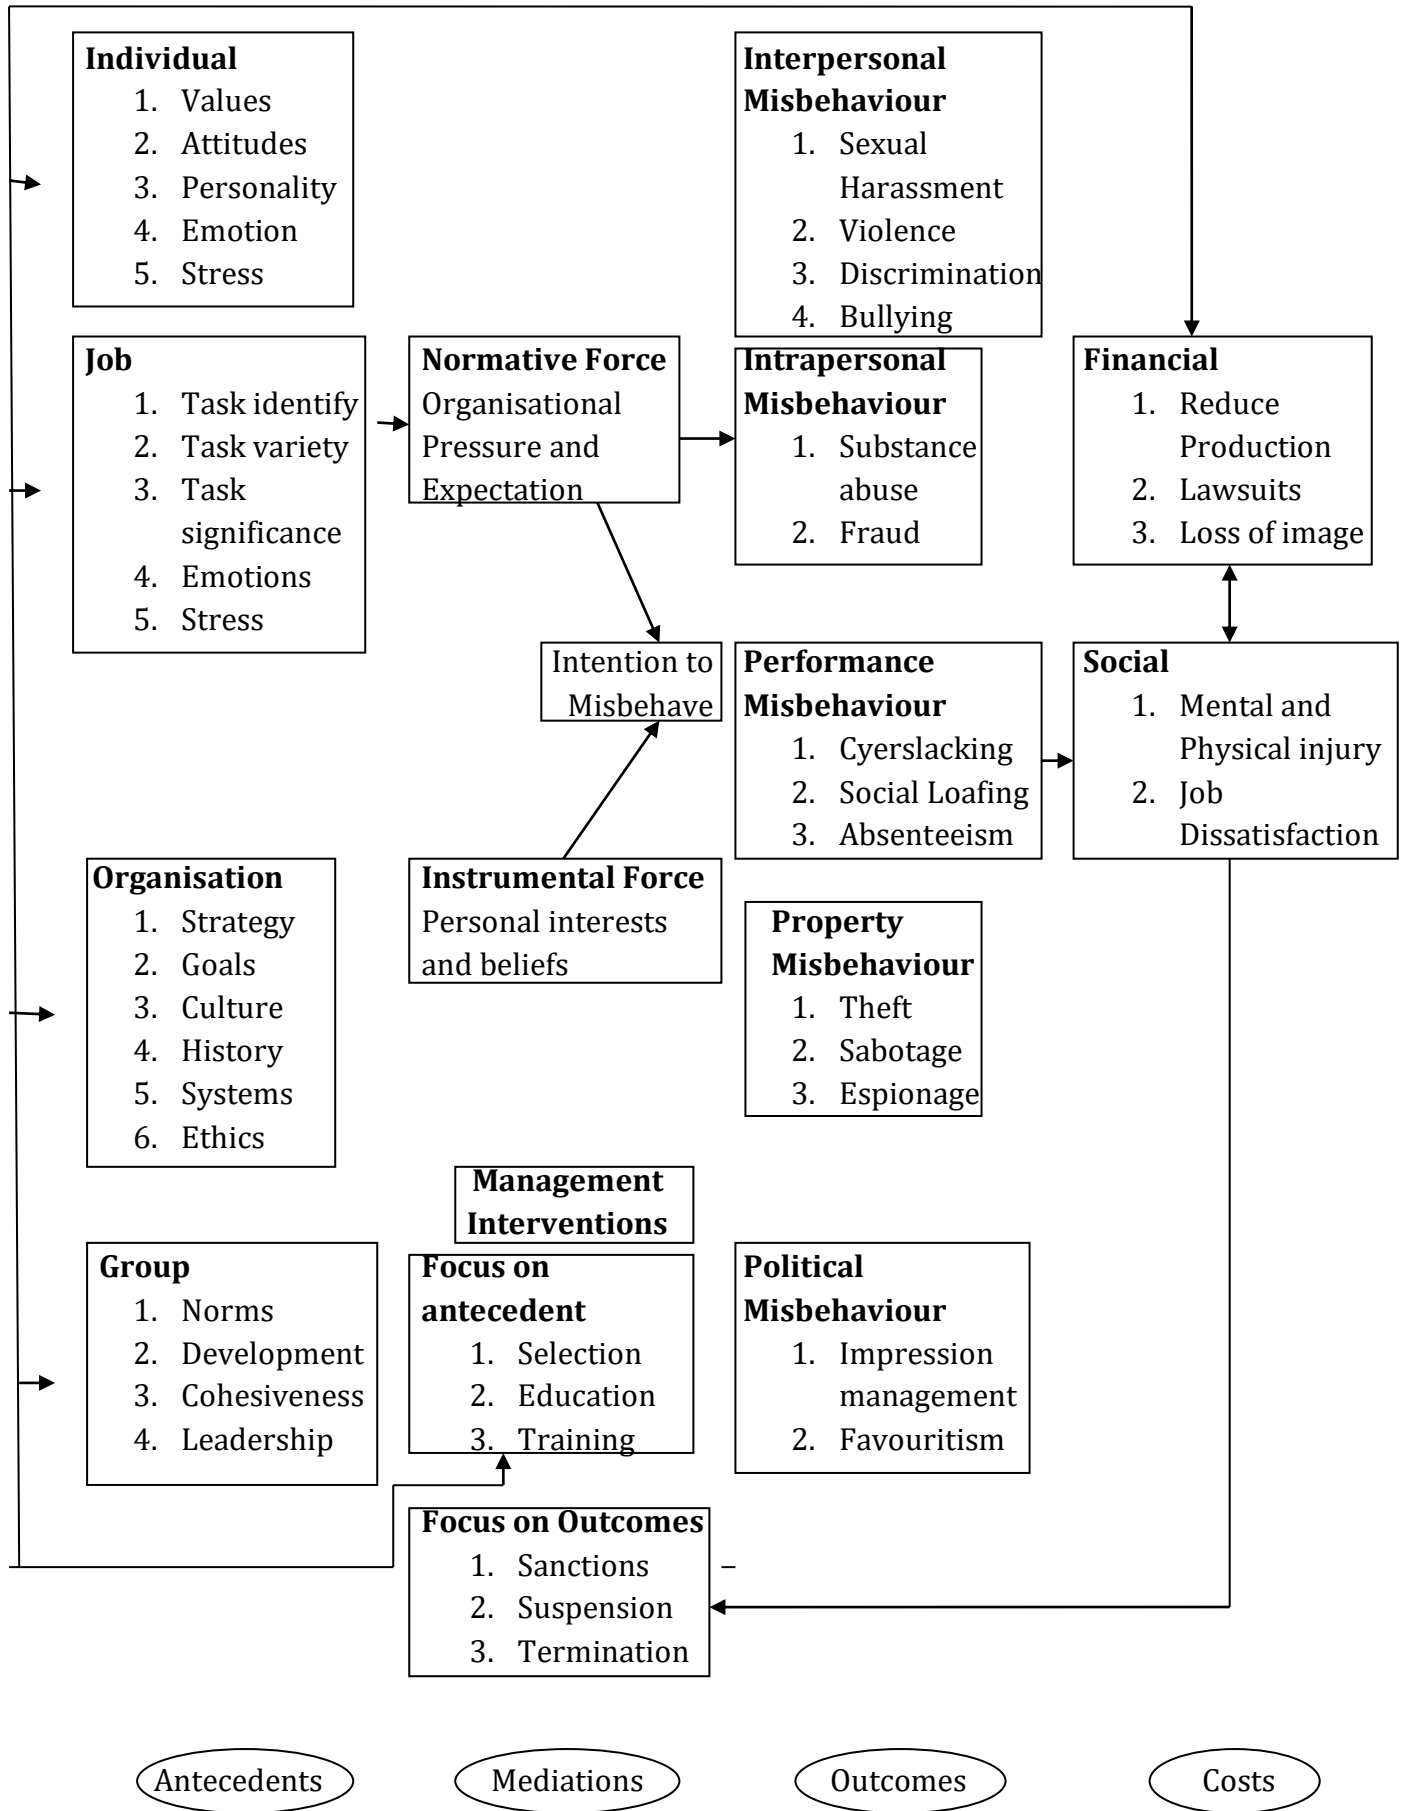 Individual
1. Values
2. Attitudes
3. Personality
4. Emotion
5. Stress
Interpersonal
Misbehaviour
1. Sexual
Harassment
2. Violence
3. Discrimination
4. Bullying
Job
1. Task identify
2. Task variety
3. Task
significance
4. Emotions
5. Stress
Normative Force
Organisational
Pressure and
Expectation
Intrapersonal
Misbehaviour
1. Substance
abuse
2. Fraud
Financial
1. Reduce
Production
2. Lawsuits
3. Loss of image
Intention to
Misbehave
Performance
Misbehaviour
1. Cyerslacking
2. Social Loafing
3. Absenteeism
Social
1. Mental and
Physical injury
2. Job
Dissatisfaction
Organisation
1. Strategy
2. Goals
3. Culture
4. History
5. Systems
6. Ethics
Instrumental Force
Personal interests
and beliefs
Property
Misbehaviour
1. Theft
2. Sabotage
3. Espionage
Management
Interventions
Group
1. Norms
2. Development
3. Cohesiveness
4. Leadership
Focus on
antecedent
1. Selection
2. Education
3. Training
Political
Misbehaviour
1. Impression
management
2. Favouritism
Focus on Outcomes
1. Sanctions
2. Suspension
3. Termination
Antecedents
Mediations
Outcomes
Costs